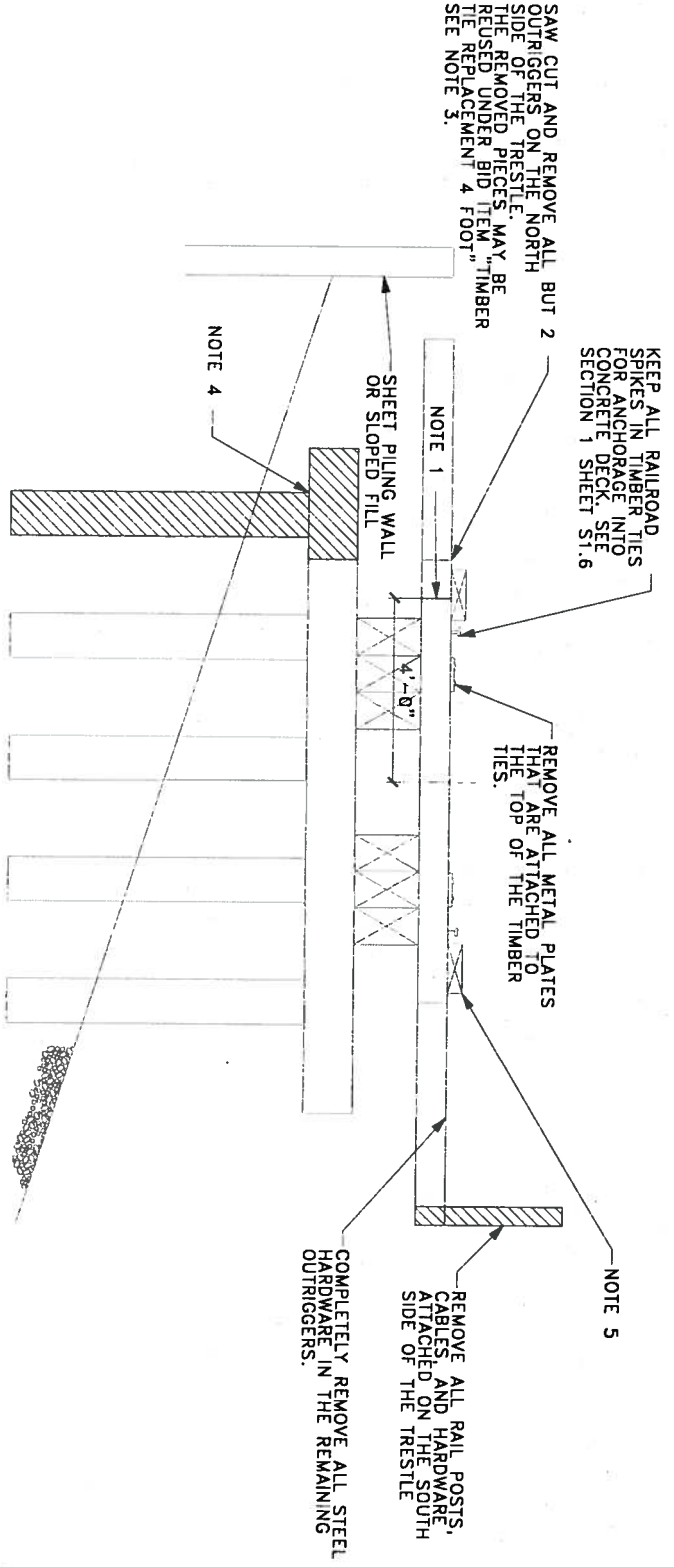 SAW CUT AND REMOVE ALL BUT 2
OUTRIGGERS ON THE NORTH
SIDE OF THE TRESTLE.
THE REMOVED PIECES MAY BE
REUSED UNDER BID ITEM "TIMBER
TIE REPLACEMENT 4 FOOT"
SEE NOTE 3.
KEEP ALL RAILROAD
SPIKES IN TIMBER TIES
FOR ANCHORAGE INTO
CONCRETE DECK. SEE
SECTION 1 SHEET S1.6
REMOVE ALL METAL PLATES
THAT ARE ATTACHED TO
THE TOP OF THE TIMBER
TIES.
NOTE 5
REMOVE ALL RAIL POSTS,
CABLES, AND HARDWARE
ATTACHED ON THE SOUTH
SIDE OF THE TRESTLE
NOTE 1
4'-0"
SHEET PILING WALL
OR SLOPED FILL
NOTE 4
COMPLETELY REMOVE ALL STEEL
HARDWARE IN THE REMAINING
OUTRIGGERS.